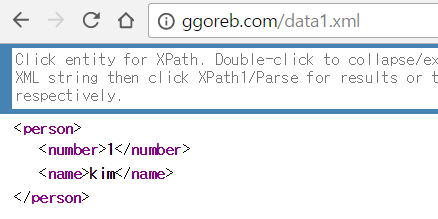 ggoreb.com/data1.xml
Click entity for XPath. Double-click to collapse/ex
XML string then click XPath1/Parse for results or t
respectively.
<person>
<number>1</number>
<name>kim</name>
</person>